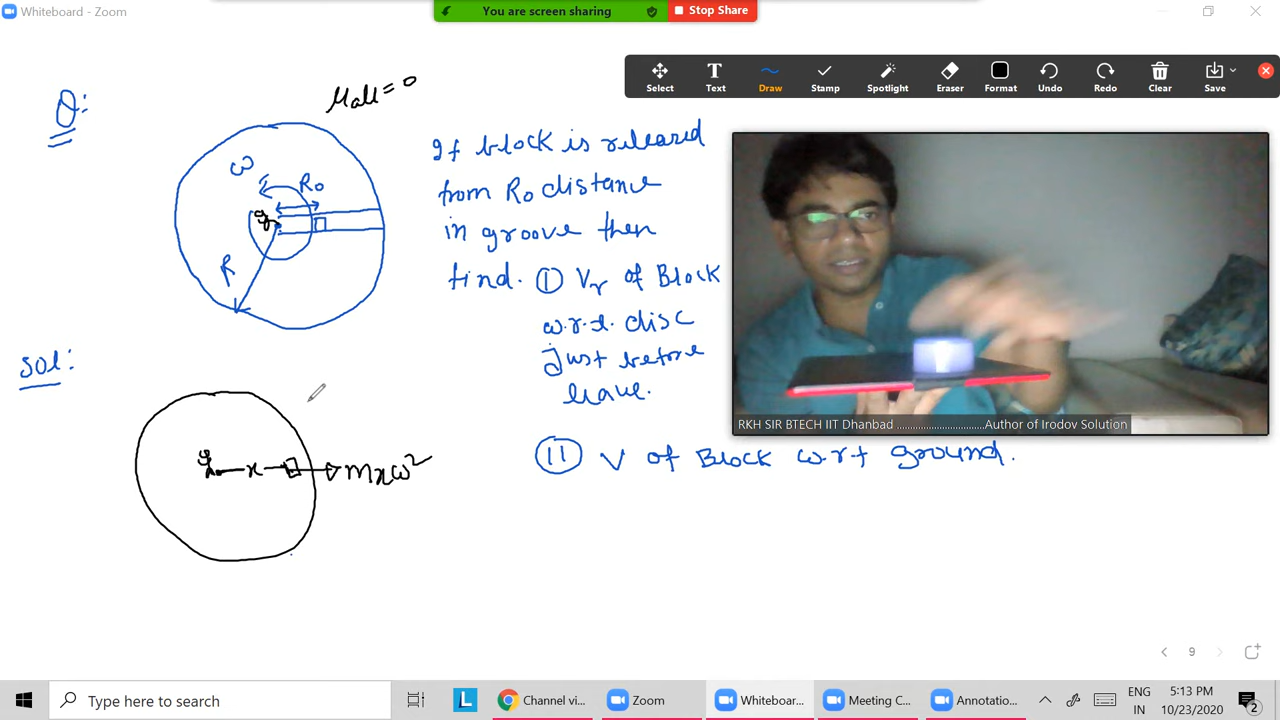 Whiteboard - Zoom
You are screen sharing
Stop Share
Select
Text
Draw
Stamp
Spotlight
Eraser
Format
Undo
Redo
Clear
Save
Q:
μall = 0
ω
R0
R
If block is released
from R0 distance
in groove then
find. (I) Vr of Block
w.r.t. disc
just before
leave.
(II) V of Block w.r.t ground.
RKH SIR BTECH IIT Dhanbad ................................Author of Irodov Solution
Sol:
x
mxω²
9
Type here to search
Channel vi...
Zoom
Whiteboar...
Meeting C...
Annotatio...
ENG
IN
5:13 PM
10/23/2020
2